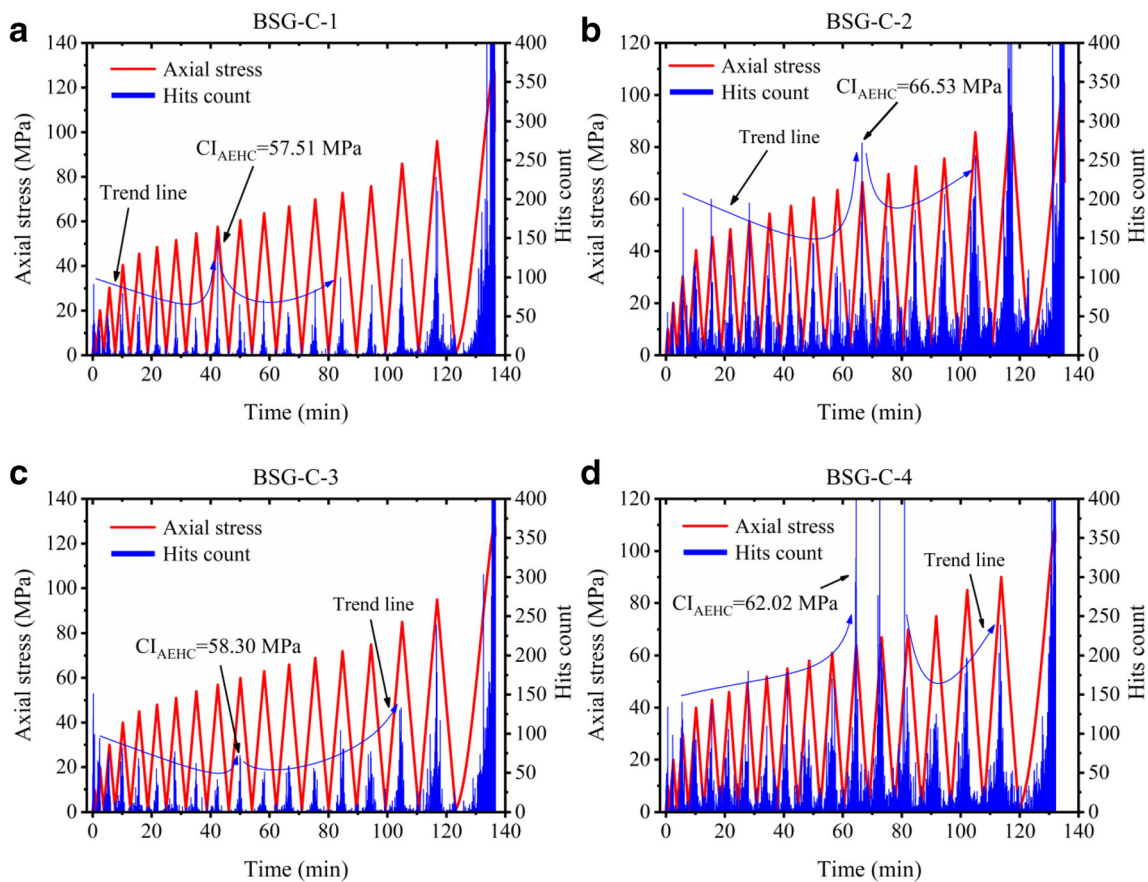 a
BSG-C-1
Axial stress (MPa)
140
120
100
80
60
40
20
0
Axial stress
Hits count
CI_AEHC=57.51 MPa
Trend line
400
350
300
250
200
150
100
50
0
Hits count
0 20 40 60 80 100 120 140
Time (min)
b
BSG-C-2
Axial stress (MPa)
120
100
80
60
40
20
0
Axial stress
Hits count
CI_AEHC=66.53 MPa
Trend line
400
350
300
250
200
150
100
50
0
Hits count
0 20 40 60 80 100 120 140
Time (min)
c
BSG-C-3
Axial stress (MPa)
140
120
100
80
60
40
20
0
Axial stress
Hits count
Trend line
CI_AEHC=58.30 MPa
400
350
300
250
200
150
100
50
0
Hits count
0 20 40 60 80 100 120 140
Time (min)
d
BSG-C-4
Axial stress (MPa)
120
100
80
60
40
20
0
Axial stress
Hits count
Trend line
CI_AEHC=62.02 MPa
400
350
300
250
200
150
100
50
0
Hits count
0 20 40 60 80 100 120 140
Time (min)